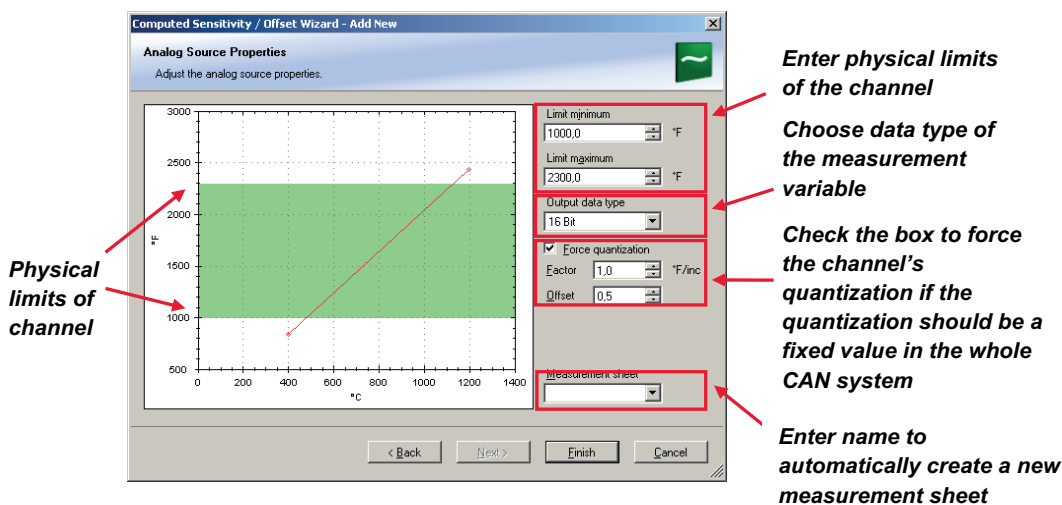 Computed Sensitivity / Offset Wizard - Add New
Analog Source Properties
Adjust the analog source properties.
3000
2500
2000
1500
1000
500
°F
0 200 400 600 800 1000 1200 1400
°C
Limit minimum
1000,0 °F
Limit maximum
2300,0 °F
Output data type
16 Bit
Force quantization
Factor 1,0 °F/inc
Offset 0,5
Measurement sheet
< Back Next > Finish Cancel
Physical
limits of
channel
Enter physical limits
of the channel
Choose data type of
the measurement
variable
Check the box to force
the channel's
quantization if the
quantization should be a
fixed value in the whole
CAN system
Enter name to
automatically create a new
measurement sheet